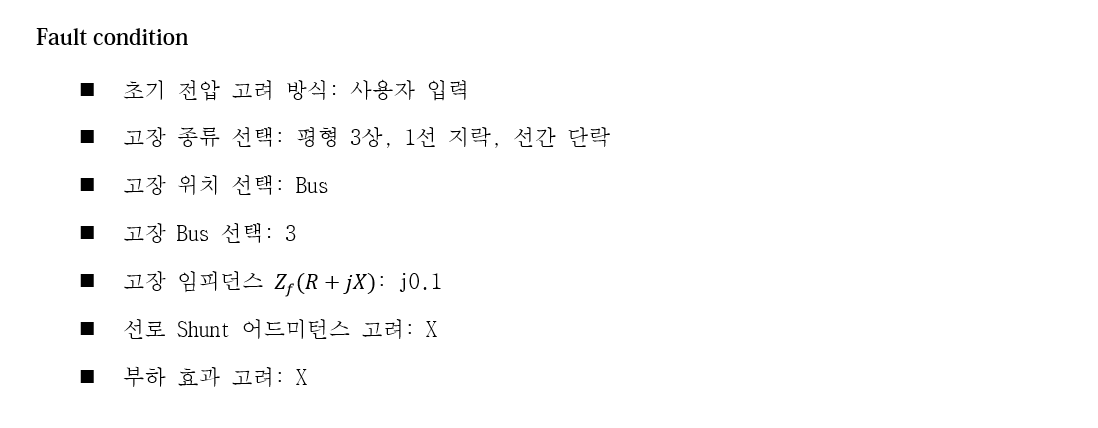 Fault condition
■ 초기 전압 고려 방식: 사용자 입력
■ 고장 종류 선택: 평형 3상, 1선 지락, 선간 단락
■ 고장 위치 선택: Bus
■ 고장 Bus 선택: 3
■ 고장 임피던스 Z_f(R + jX): j0.1
■ 선로 Shunt 어드미턴스 고려: X
■ 부하 효과 고려: X